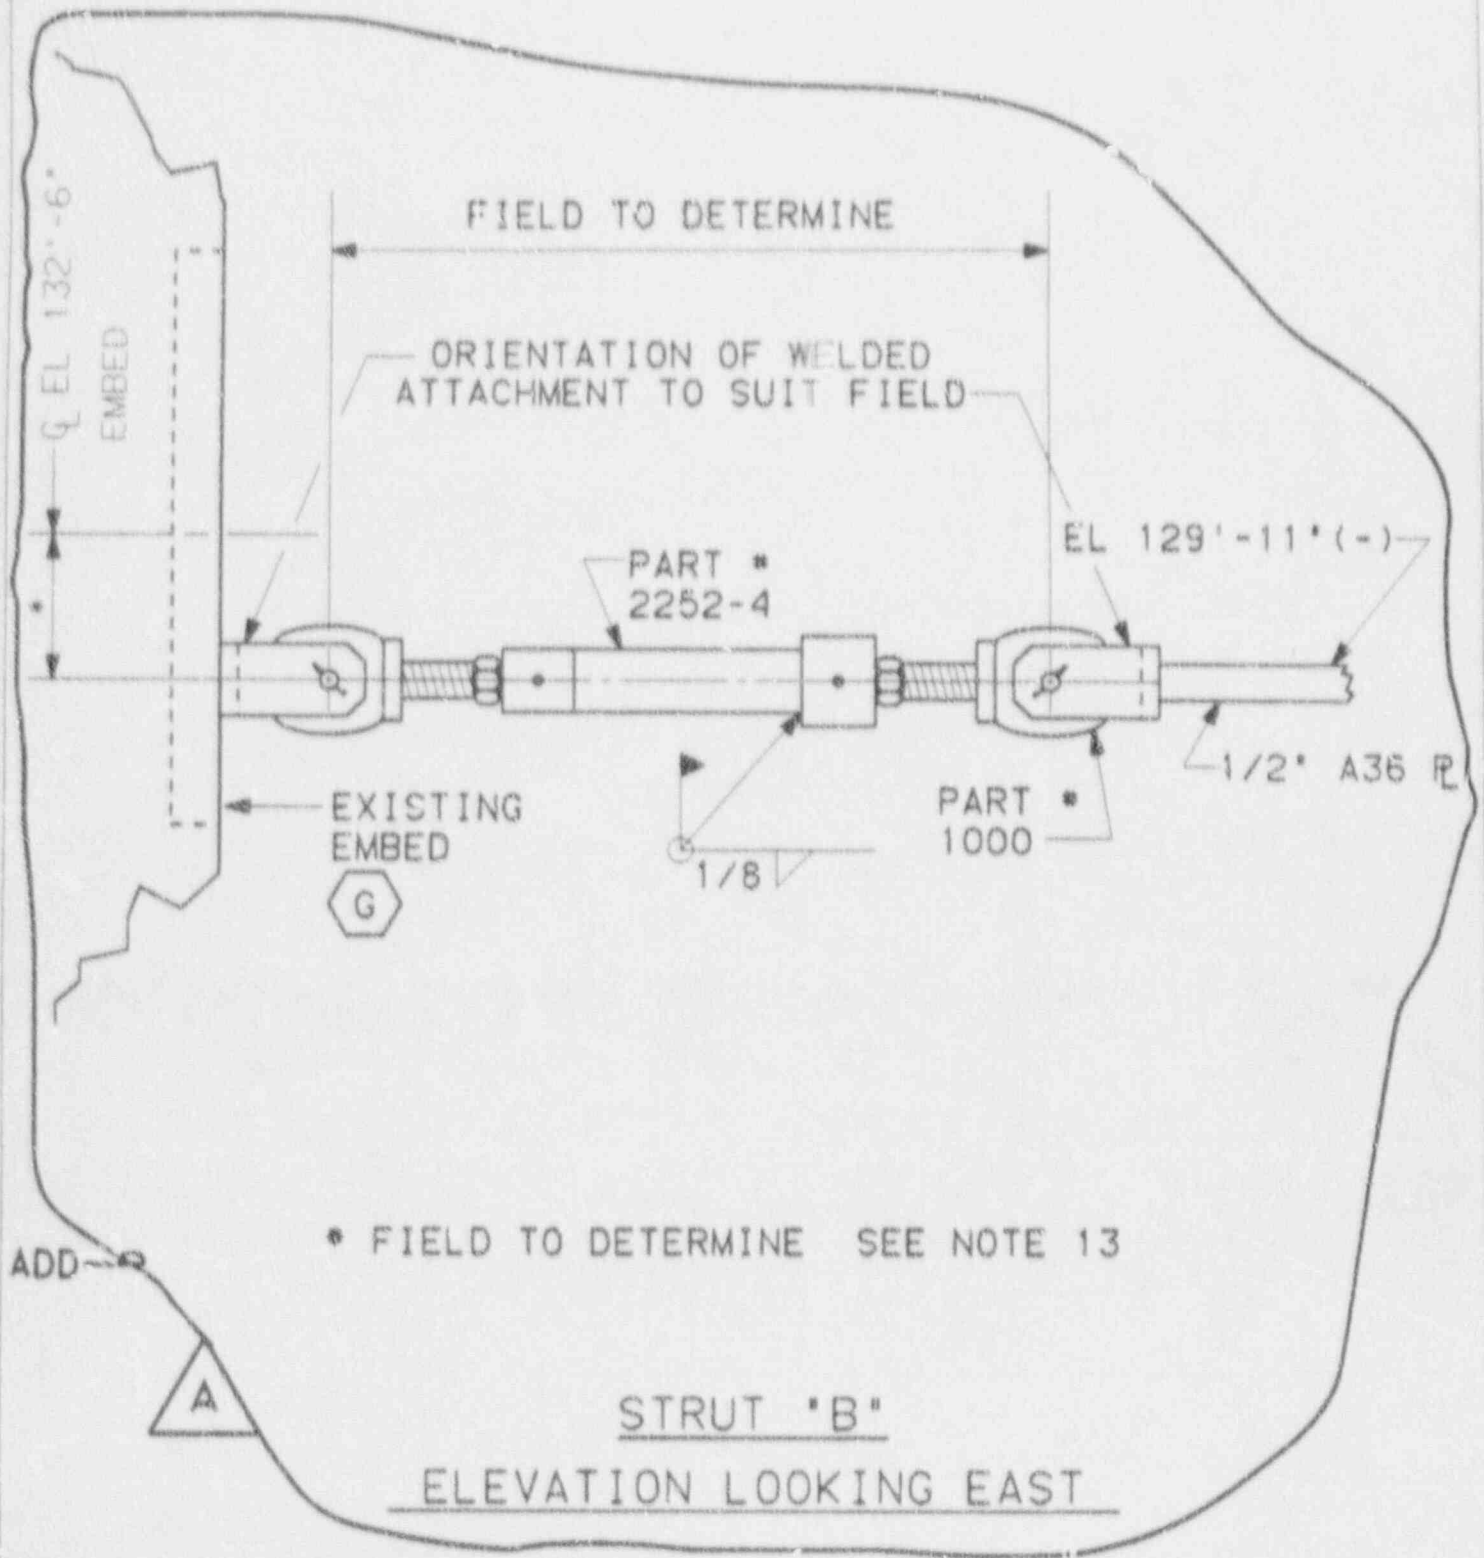 FIELD TO DETERMINE
℄ EL 132'-6"
EMBED
ORIENTATION OF WELDED
ATTACHMENT TO SUIT FIELD
EL 129'-11"(-)
PART #
2252-4
*
1/2" A36 ℙL
EXISTING
EMBED
G
PART #
1000
1/8
* FIELD TO DETERMINE SEE NOTE 13
ADD
A
STRUT "B"
ELEVATION LOOKING EAST